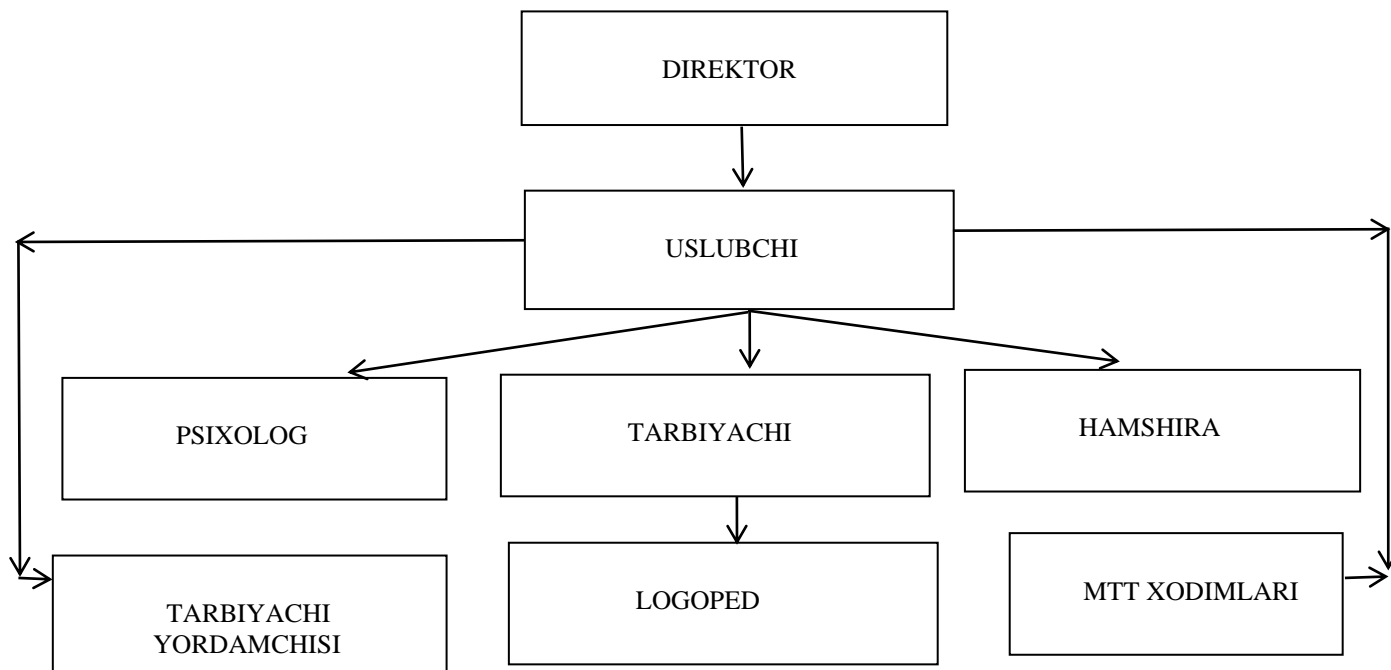 DIREKTOR
USLUBCHI
PSIXOLOG
TARBIYACHI
HAMSHIRA
TARBIYACHI
YORDAMCHISI
LOGOPED
MTT XODIMLARI